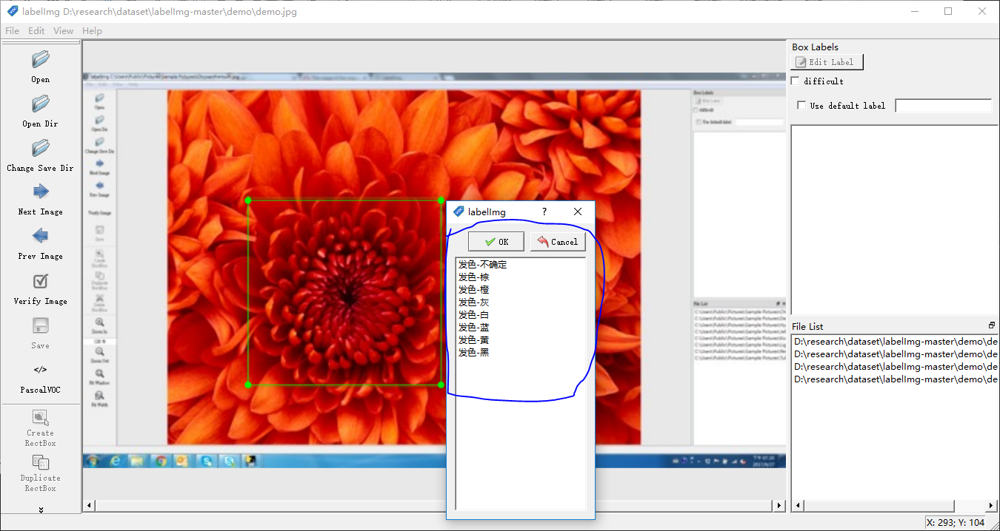 labelImg D:\research\dataset\labelImg-master\demo\demo.jpg
File Edit View Help
Open
Open Dir
Change Save Dir
Next Image
Prev Image
Verify Image
Save
</>
PascalVOC
Create
RectBox
Duplicate
RectBox
labelImg
OK Cancel
发色-不确定
发色-棕
发色-橙
发色-灰
发色-白
发色-蓝
发色-黄
发色-黑
Box Labels
Edit Label
difficult
Use default label
File List
D:\research\dataset\labelImg-master\demo\de
D:\research\dataset\labelImg-master\demo\de
D:\research\dataset\labelImg-master\demo\de
D:\research\dataset\labelImg-master\demo\de
X: 293; Y: 104